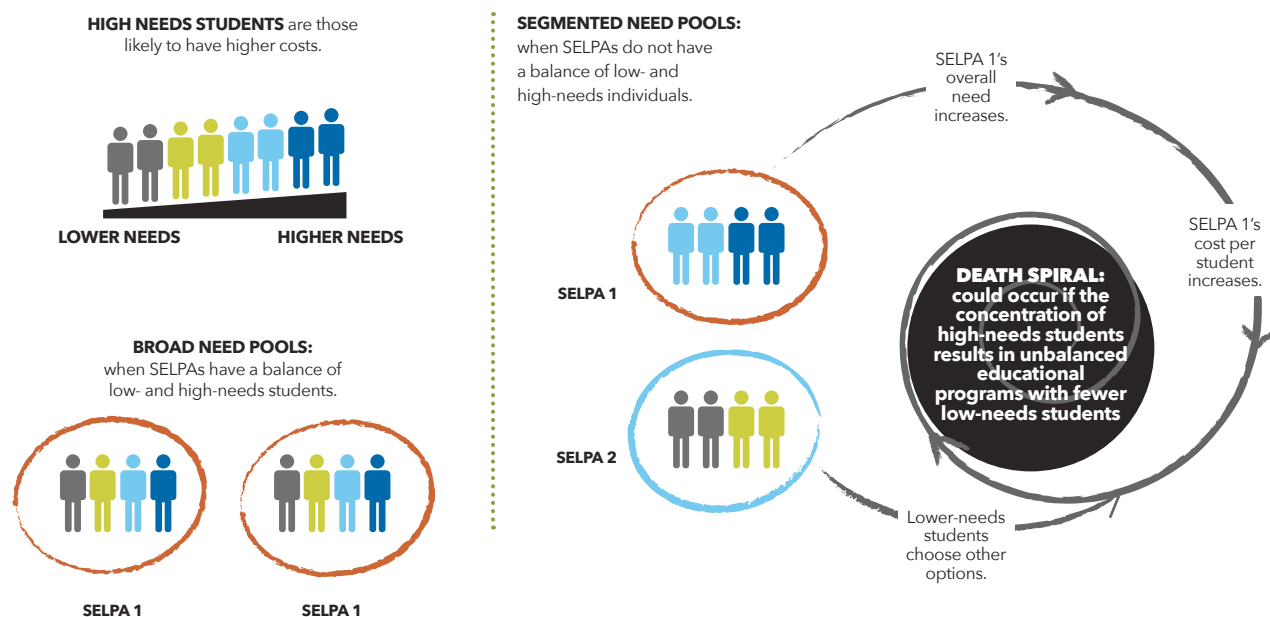 HIGH NEEDS STUDENTS are those
likely to have higher costs.
LOWER NEEDS
HIGHER NEEDS
BROAD NEED POOLS:
when SELPAs have a balance of
low- and high-needs students.
SELPA 1
SELPA 1
SEGMENTED NEED POOLS:
when SELPAs do not have
a balance of low- and
high-needs individuals.
SELPA 1
SELPA 2
SELPA 1’s
overall
need
increases.
SELPA 1’s
cost per
student
increases.
DEATH SPIRAL:
could occur if the
concentration of
high-needs students
results in unbalanced
educational
programs with fewer
low-needs students
Lower-needs
students
choose other
options.